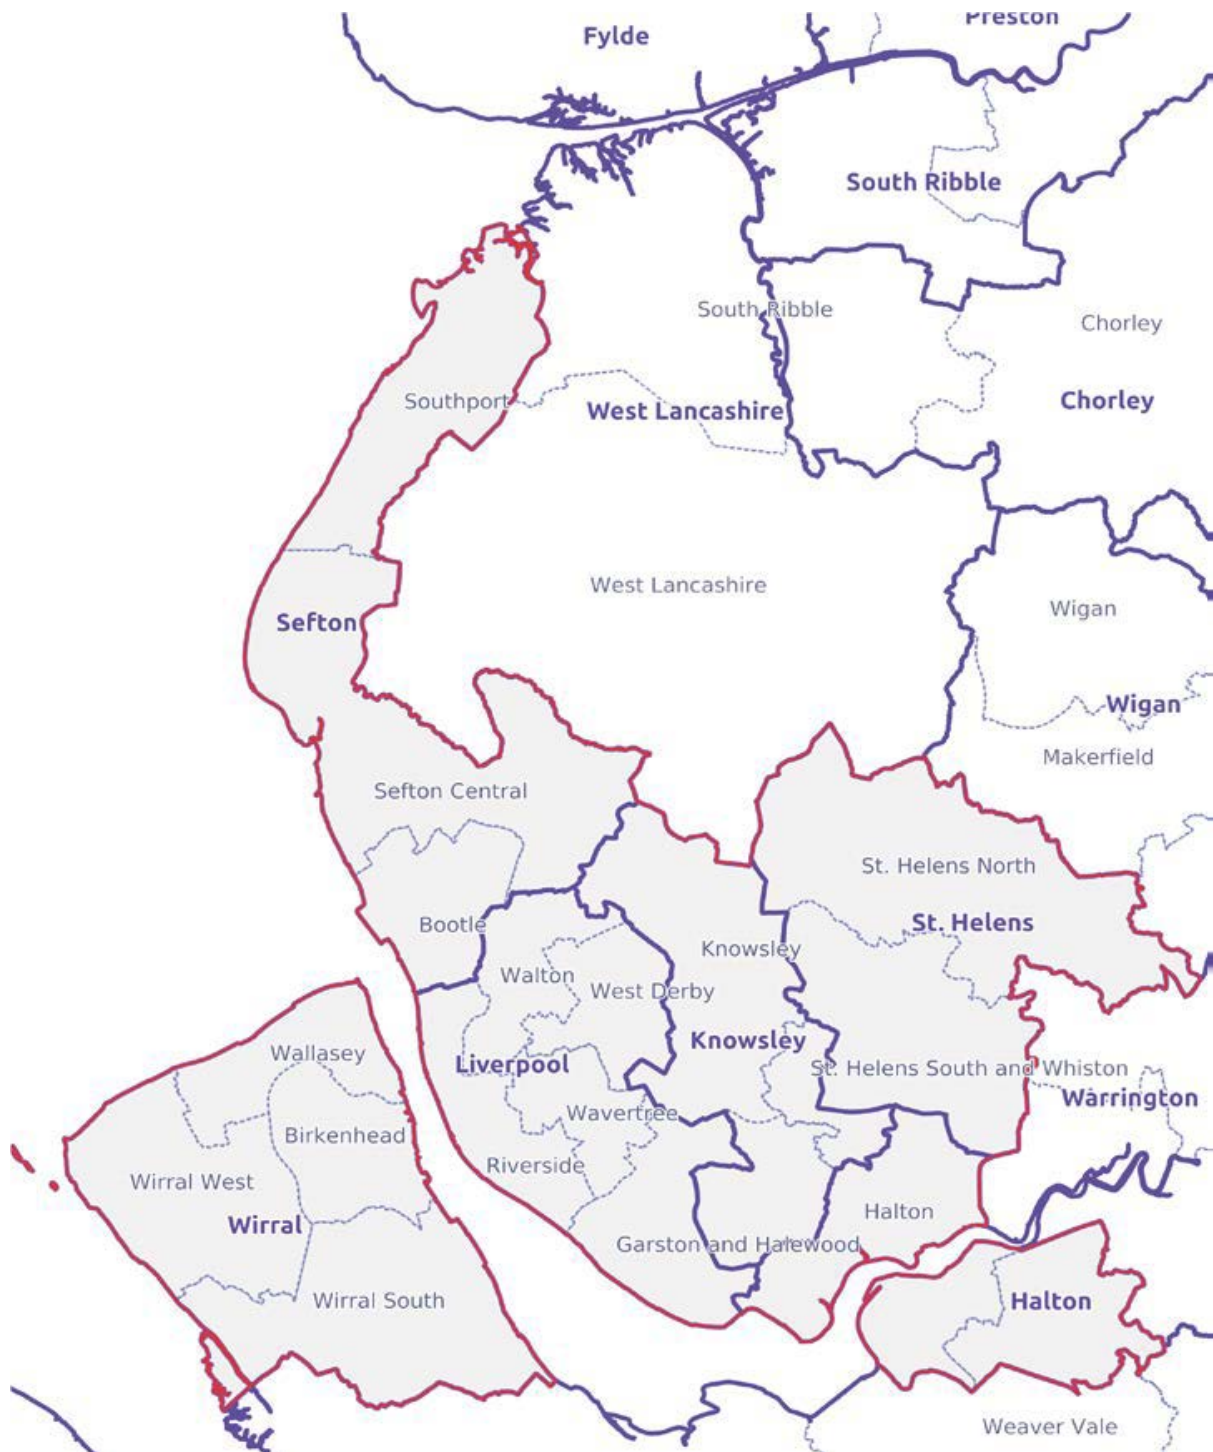 Preston
Fylde
South Ribble
South Ribble
Chorley
Southport
West Lancashire
Chorley
West Lancashire
Wigan
Sefton
Wigan
Makerfield
Sefton Central
St. Helens North
Bootle
St. Helens
Knowsley
Walton
West Derby
Knowsley
Wallasey
Liverpool
St. Helens South and Whiston
Warrington
Wavertree
Birkenhead
Riverside
Wirral West
Halton
Wirral
Garston and Halewood
Wirral South
Halton
Weaver Vale